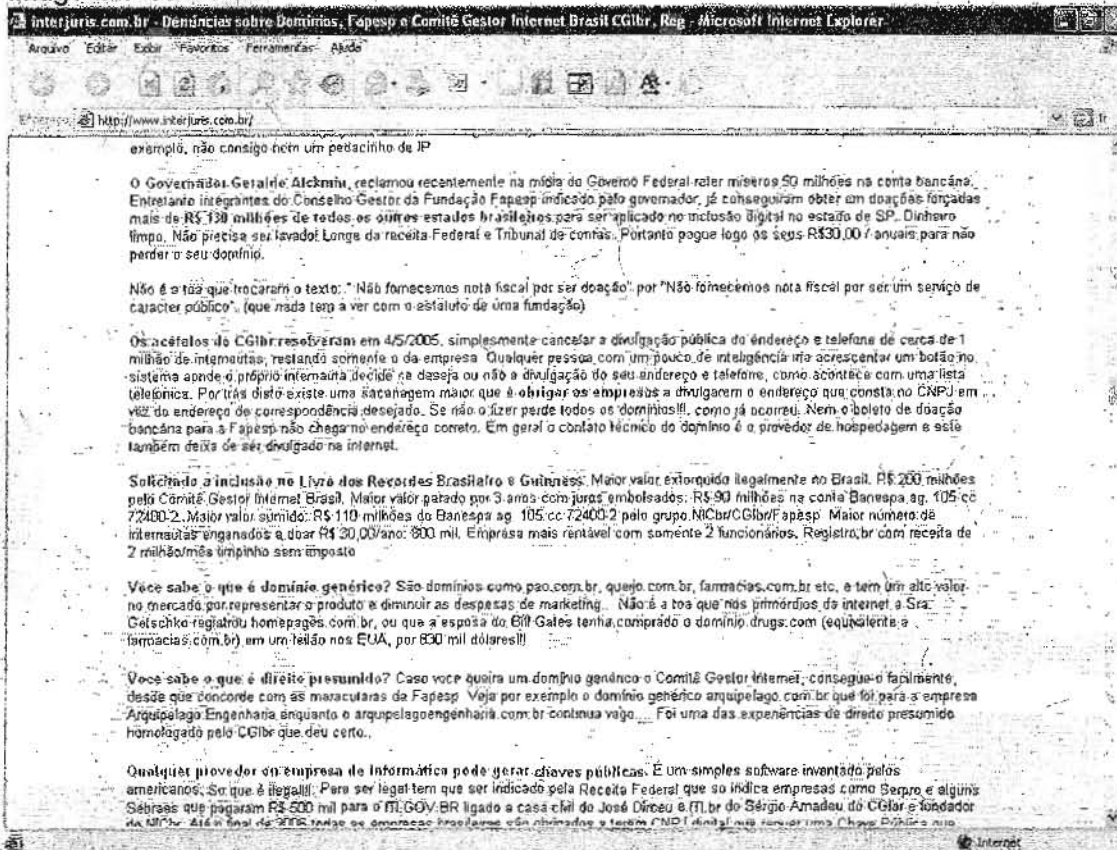 interjuris.com.br - Denúncias sobre Domínios, Fapesp e Comitê Gestor Internet Brasil CGIbr, Reg - Microsoft Internet Explorer
Arquivo Editar Exibir Favoritos Ferramentas Ajuda
http://www.interjuris.com.br/ Ir
exemplo, não consigo nem um pedacinho de IP
O Governador Geraldo Alckmin, reclamou recentemente na mídia do Governo Federal reter míseros 50 milhões na conta bancária.
Entretanto integrantes do Conselho Gestor da Fundação Fapesp indicado pelo governador, já conseguiram obter em doações forçadas
mais de R$ 130 milhões de todos os outros estados brasileiros para ser aplicado no inclusão digital no estado de SP. Dinheiro
limpo. Não precisa ser lavado! Longe da receita Federal e Tribunal de contas. Portanto pague logo os seus R$30,00 / anuais para não
perder o seu domínio.
Não é a toa que trocaram o texto: " Não fornecemos nota fiscal por ser doação" por "Não fornecemos nota fiscal por ser um serviço de
caracter público". (que nada tem a ver com o estatuto de uma fundação)
Os acéfalos do CGIbr resolveram em 4/5/2005, simplesmente cancelar a divulgação pública do endereço e telefone de cerca de 1
milhão de internautas, restando somente o da empresa. Qualquer pessoa com um pouco de inteligência iria acrescentar um botão no
sistema aonde o próprio internauta decide se deseja ou não a divulgação do seu endereço e telefone, como acontece com uma lista
telefonica. Por trás disto existe uma sacanagem maior que é obrigar os empresos a divulgarem o endereço que consta no CNPJ em
vez do endereço de correspondência desejado. Se não o fizer perde todos os domínios!!!, como já ocorreu. Nem o boleto de doação
bancária para a Fapesp não chega no endereço correto. Em geral o contato técnico do domínio é o provedor de hospedagem e este
também deixa de ser divulgado na internet.
Solicitado a inclusão no Livro dos Recordes Brasileiro e Guinness: Maior valor extorquido ilegalmente no Brasil. R$ 200 milhões
pelo Comitê Gestor Internet Brasil. Maior valor parado por 3 anos com juros embolsados: R$ 90 milhões na conta Banespa ag. 105 cc
72400-2. Maior valor sumido: R$ 110 milhões do Banespa ag. 105 cc 72400-2 pelo grupo NICbr/CGIbr/Fapesp. Maior número de
internautas enganados a doar R$ 30,00/ano: 800 mil. Empresa mais rentável com somente 2 funcionários. Registro.br com receita de
2 milhão/mês limpinho sem imposto
Voce sabe o que é domínio genérico? São domínios como pao.com.br, queijo.com.br, farmacias.com.br etc, e tem um alto valor
no mercado por representar o produto e diminuir as despesas de marketing.. Não é a toa que nos primórdios da internet a Sra.
Getschko registrou homepages.com.br, ou que a esposa do Bill Gates tenha comprado o domínio drugs.com (equivalente a
farmacias.com.br) em um leilão nos EUA, por 830 mil dólares!!!
Voce sabe o que é direito presumido? Caso voce queira um domínio genérico o Comitê Gestor Internet, consegue-o facilmente,
desde que concorde com as maracutaras da Fapesp. Veja por exemplo o domínio genérico arquipelago.com.br que foi para a empresa
Arquipelago Engenharia enquanto o arquipelagoengenharia.com.br continua vago.... Foi uma das experiências de direito presumido
homologado pelo CGIbr que deu certo.
Qualquer provedor ou empresa de informática pode gerar chaves públicas. É um simples software inventado pelos
americanos. So que é ilegal!!! Para ser legal tem que ser indicado pela Receita Federal que so indica empresas como Serpro e alguns
Sebraes que pagaram R$ 500 mil para o ITI.GOV.BR ligado a casa civil do José Dirceu e ITI.br do Sérgio Amadeu do CGIbr e fundador
do NICbr. Até o final de 2006 todas as empresas brasileiras são obrigadas a terem CNPJ digital que requer uma Chave Pública que
Internet